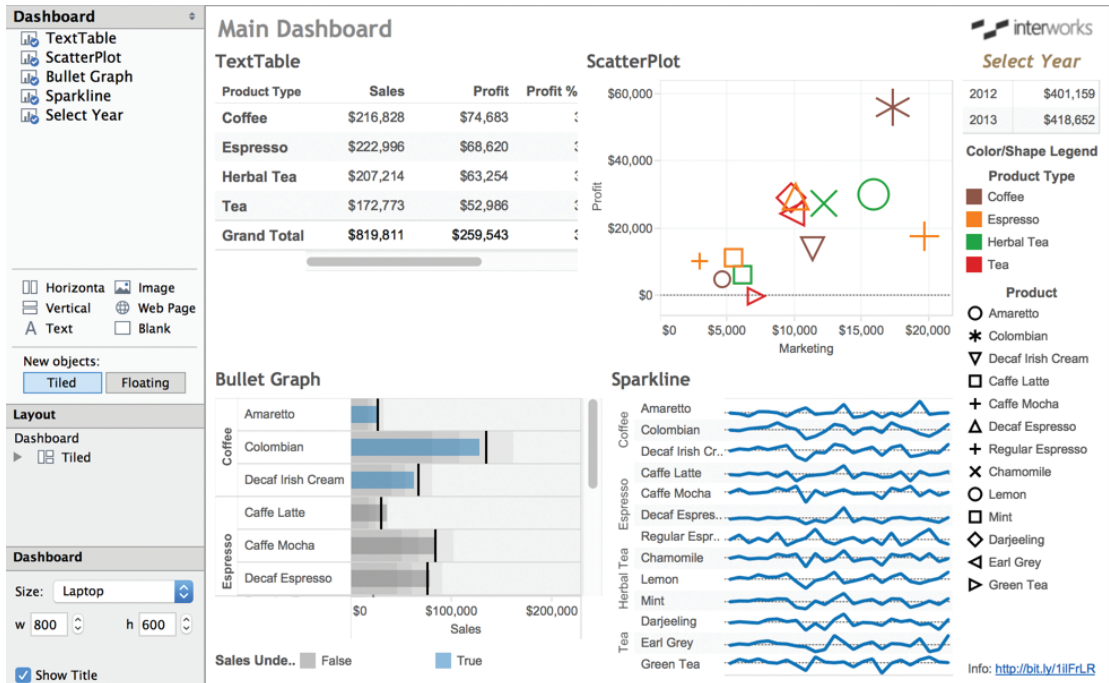 Dashboard
TextTable
ScatterPlot
Bullet Graph
Sparkline
Select Year
Horizonta
Image
Vertical
Web Page
Text
Blank
New objects:
Tiled
Floating
Layout
Dashboard
Tiled
Dashboard
Size: Laptop
w 800 h 600
Show Title
Main Dashboard
TextTable
Product Type Sales Profit Profit %
Coffee $216,828 $74,683
Espresso $222,996 $68,620
Herbal Tea $207,214 $63,254
Tea $172,773 $52,986
Grand Total $819,811 $259,543
ScatterPlot
$60,000
$40,000
$20,000
$0
Profit
$0 $5,000 $10,000 $15,000 $20,000
Marketing
interworks
Select Year
2012 $401,159
2013 $418,652
Color/Shape Legend
Product Type
Coffee
Espresso
Herbal Tea
Tea
Product
Amaretto
Colombian
Decaf Irish Cream
Caffe Latte
Caffe Mocha
Decaf Espresso
Regular Espresso
Chamomile
Lemon
Mint
Darjeeling
Earl Grey
Green Tea
Info: http://bit.ly/1ilFrLR
Bullet Graph
Coffee
Amaretto
Colombian
Decaf Irish Cream
Espresso
Caffe Latte
Caffe Mocha
Decaf Espresso
$0 $100,000 $200,000
Sales
Sales Unde.. False True
Sparkline
Coffee
Amaretto
Colombian
Decaf Irish Cr..
Espresso
Caffe Latte
Caffe Mocha
Decaf Espres..
Regular Espr..
Herbal Tea
Chamomile
Lemon
Mint
Tea
Darjeeling
Earl Grey
Green Tea